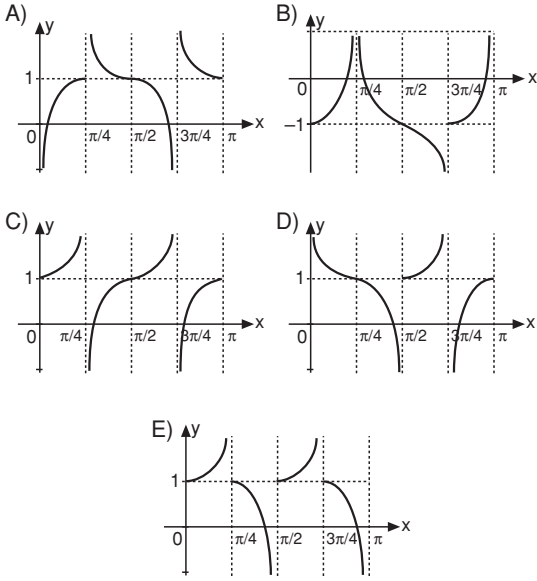 A) y
1
0 π/4 π/2 3π/4 π x
B) y
π/4 π/2 3π/4 π x
0
–1
C) y
1
0 π/4 π/2 3π/4 π x
D) y
1
0 π/4 π/2 3π/4 π x
E) y
1
0 π/4 π/2 3π/4 π x